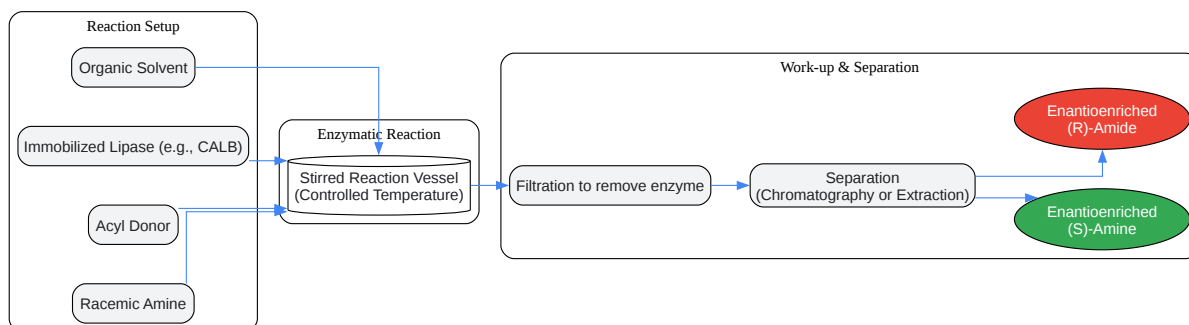 Reaction Setup
Organic Solvent
Immobilized Lipase (e.g., CALB)
Acyl Donor
Racemic Amine
Enzymatic Reaction
Stirred Reaction Vessel
(Controlled Temperature)
Work-up & Separation
Filtration to remove enzyme
Separation
(Chromatography or Extraction)
Enantioenriched
(R)-Amide
Enantioenriched
(S)-Amine